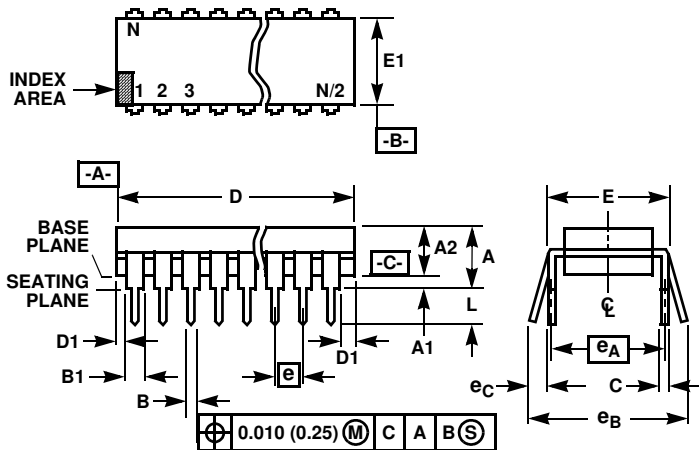 N
E1
INDEX
AREA
1 2 3 N/2
-B-
-A-
D
E
BASE
PLANE
A2
A
-C-
SEATING
PLANE
L
C
L
D1
A1
D1
eA
B1
e
eC
C
B
eB
0.010 (0.25) M C A B S